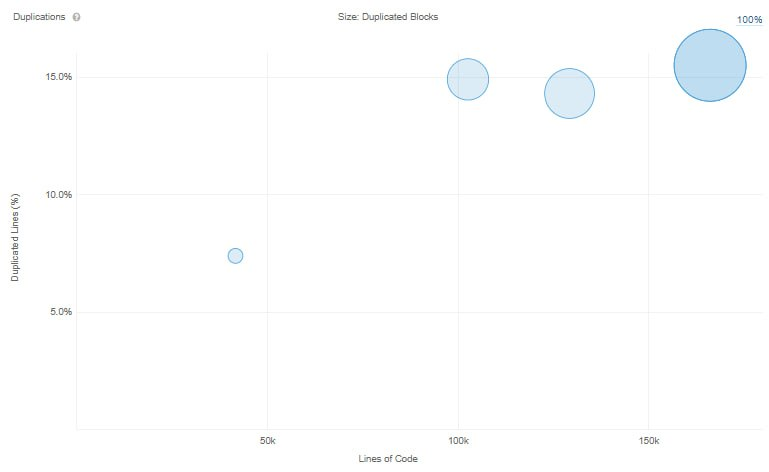 Duplications ?
Size: Duplicated Blocks
100%
15.0%
10.0%
5.0%
Duplicated Lines (%)
50k
100k
150k
Lines of Code